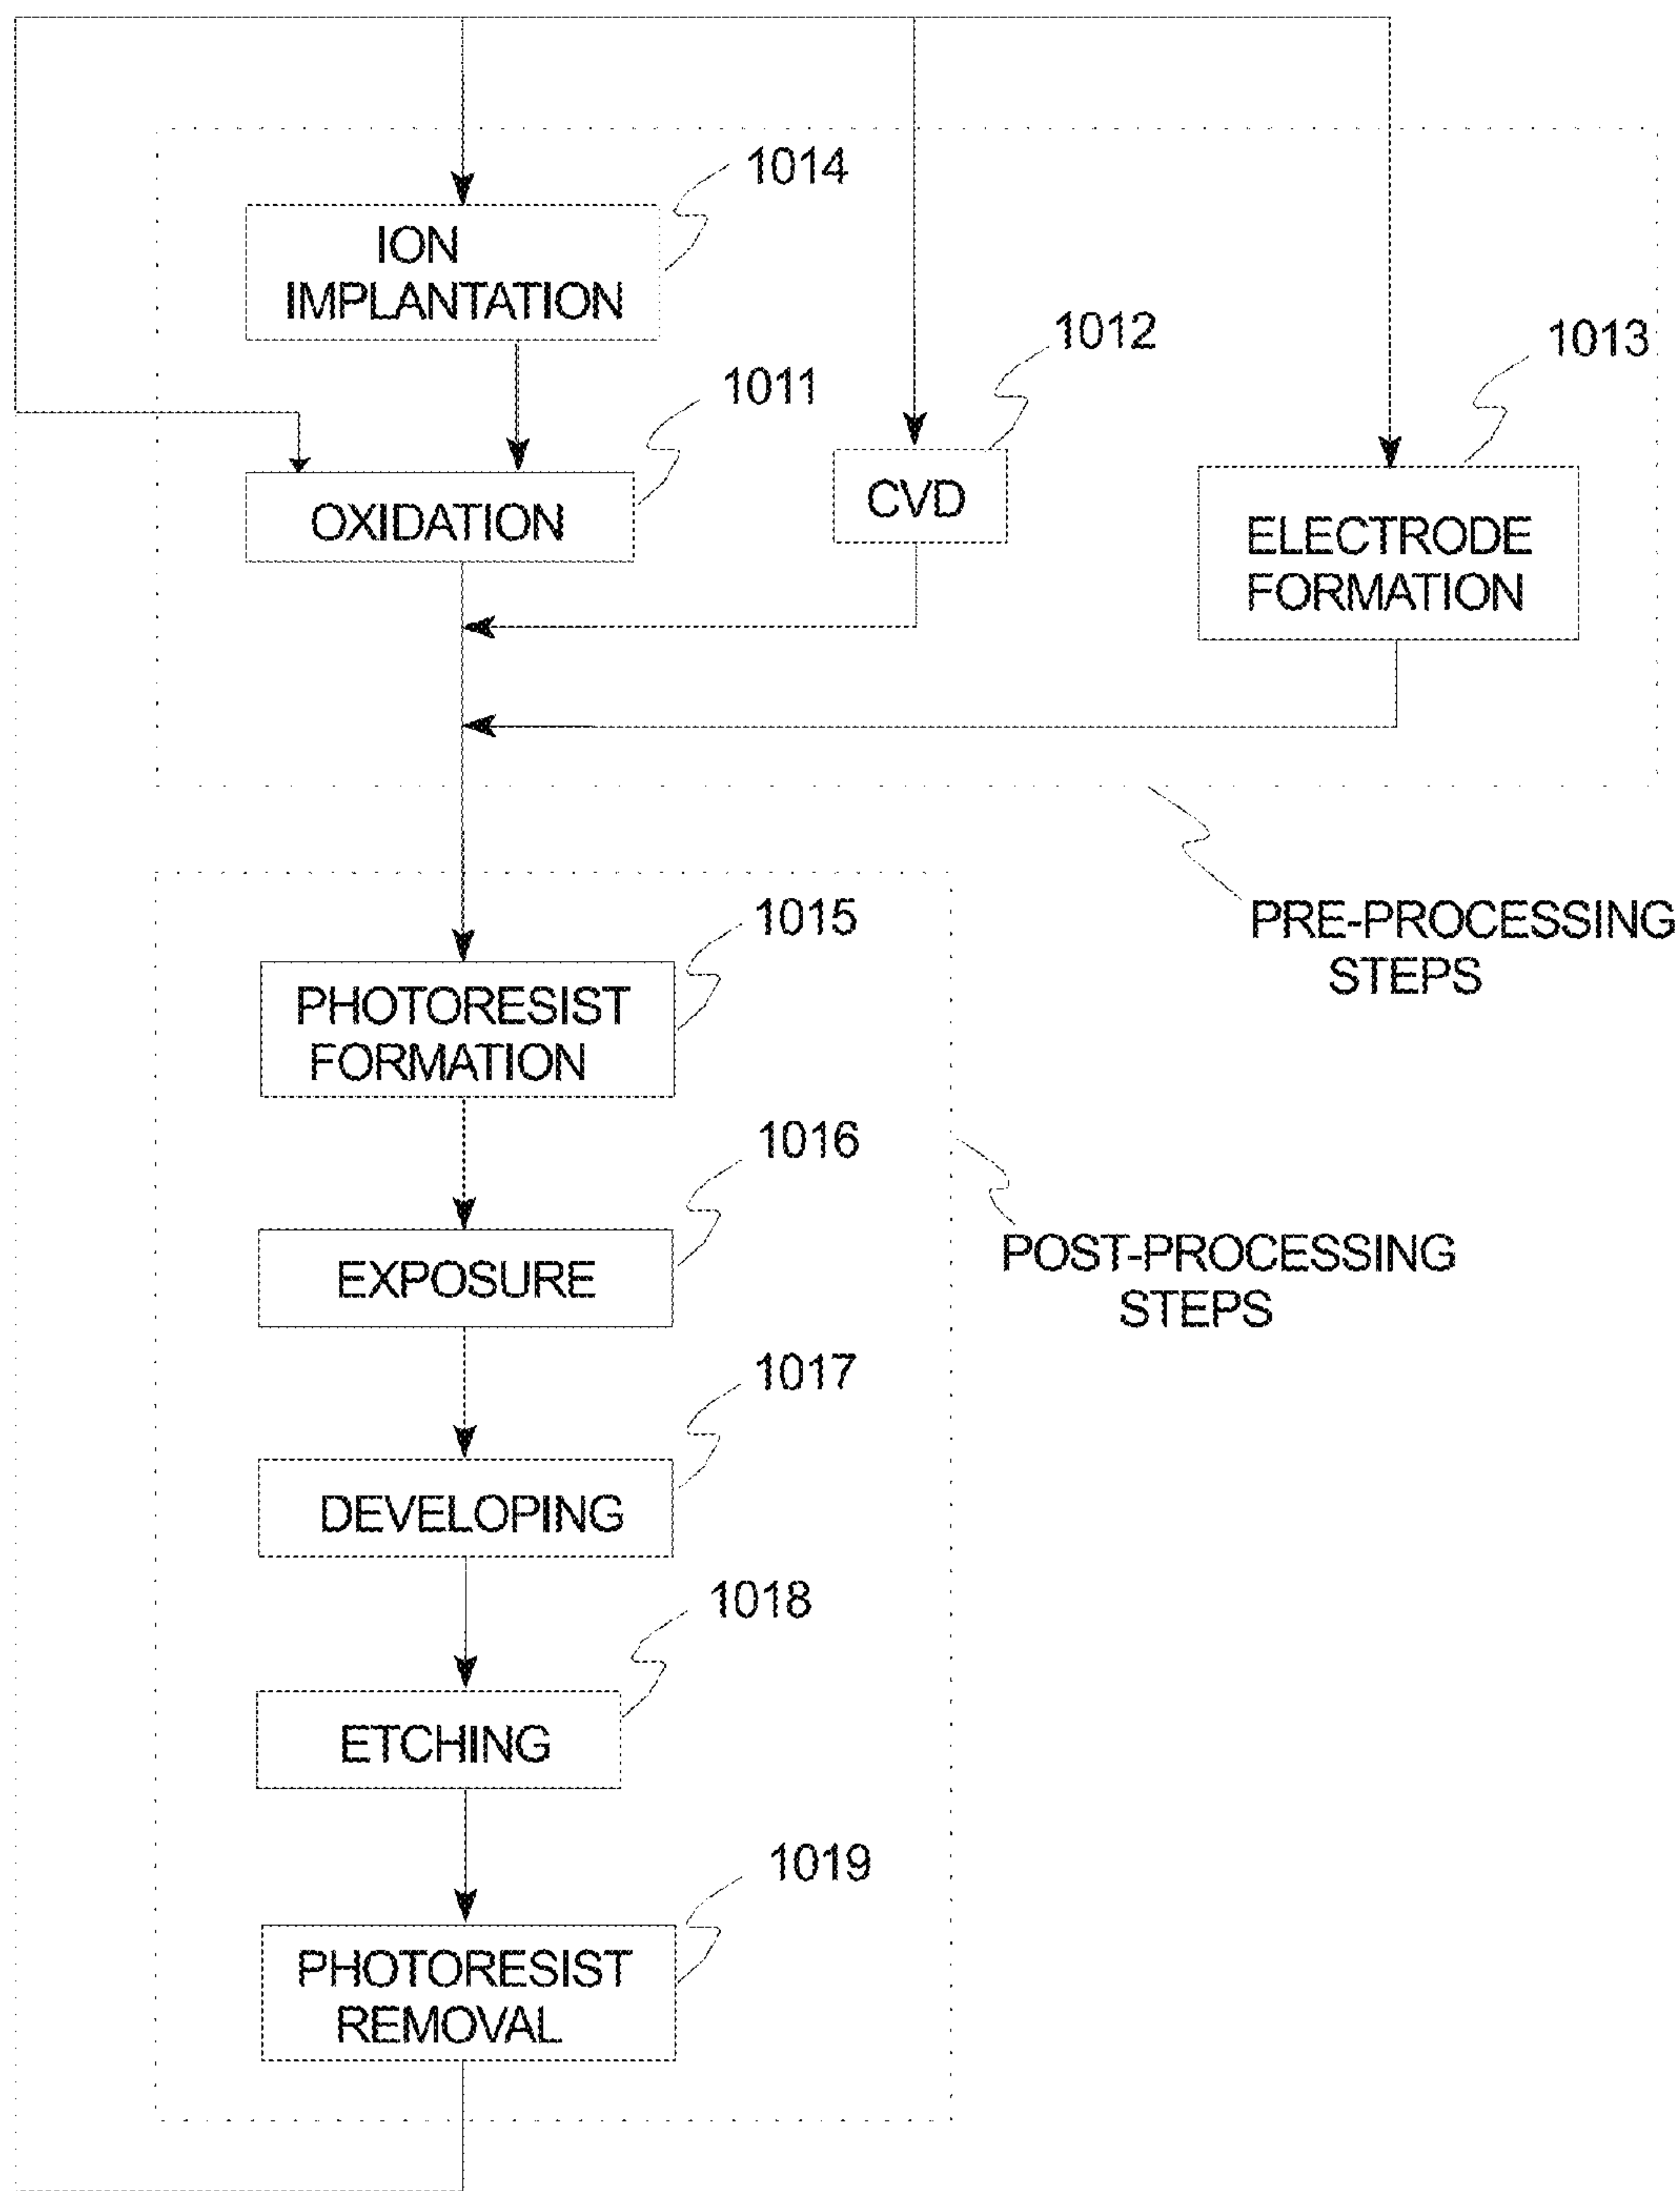 1014
ION
IMPLANTATION
1012
1013
1011
OXIDATION
CVD
ELECTRODE
FORMATION
1015
PRE-PROCESSING
STEPS
PHOTORESIST
FORMATION
1016
EXPOSURE
POST-PROCESSING
STEPS
1017
DEVELOPING
1018
ETCHING
1019
PHOTORESIST
REMOVAL